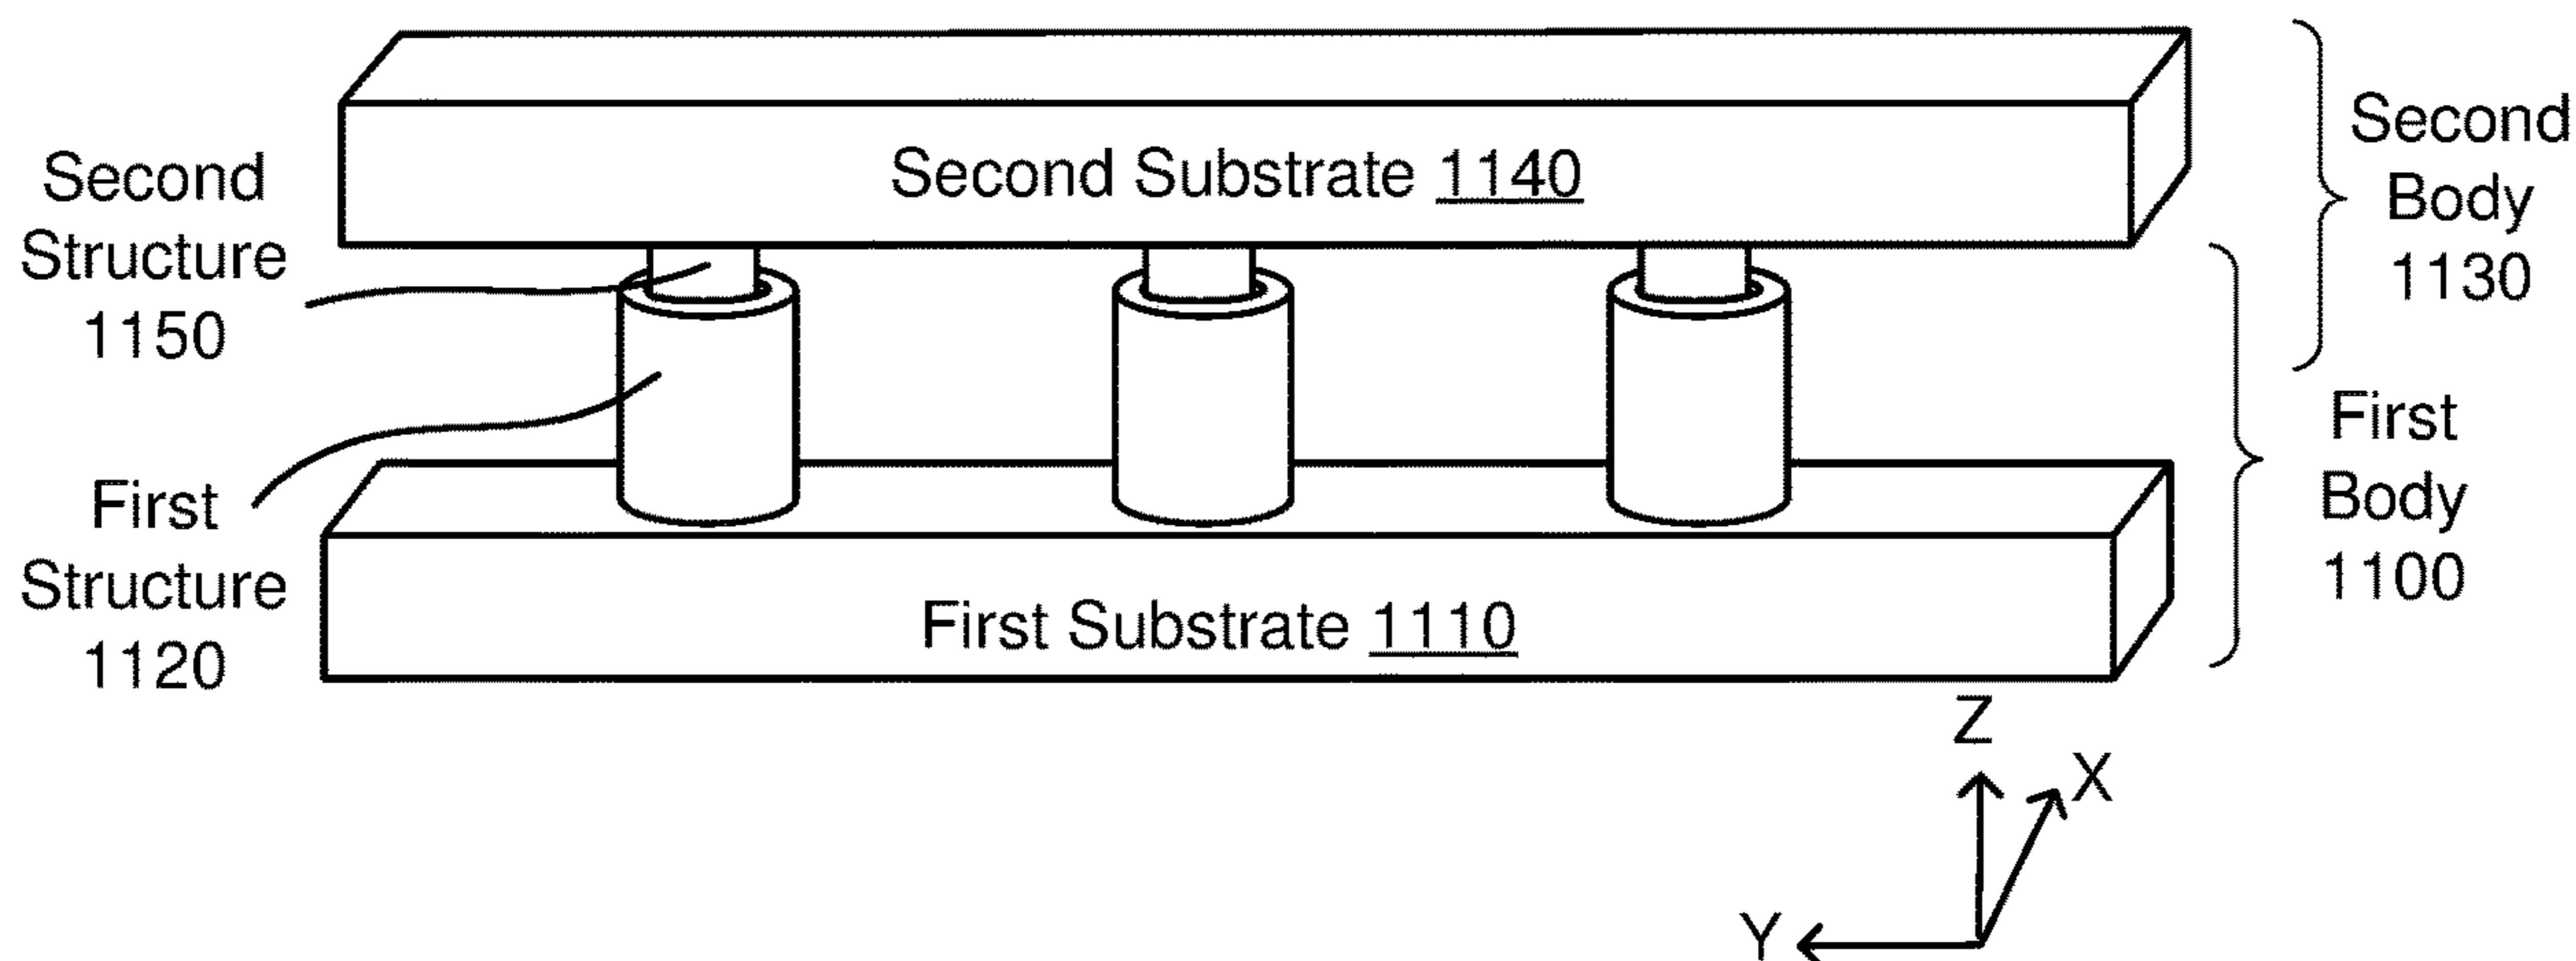 Second Substrate 1140
Second
Structure
1150
Second
Body
1130
First
Structure
1120
First
Body
1100
First Substrate 1110
Z
X
Y